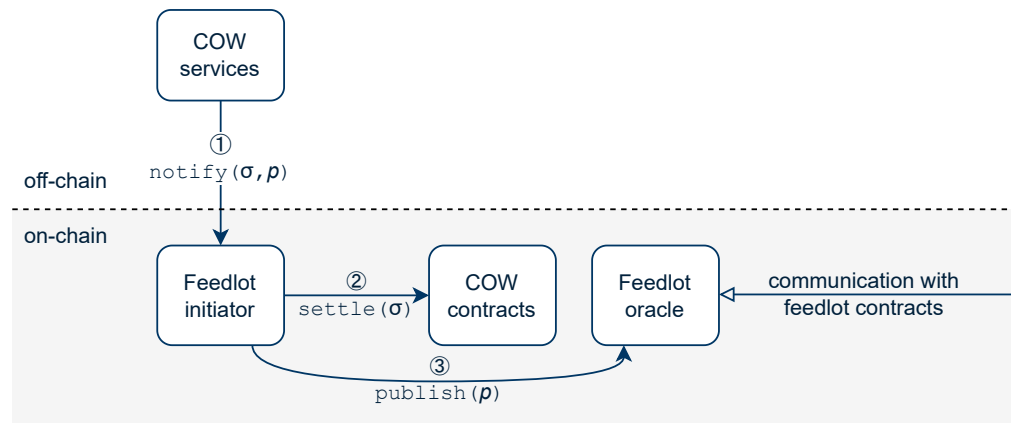 COW
services
①
notify(σ,p)
off-chain
on-chain
Feedlot
initiator
②
settle(σ)
COW
contracts
Feedlot
oracle
communication with
feedlot contracts
③
publish(p)